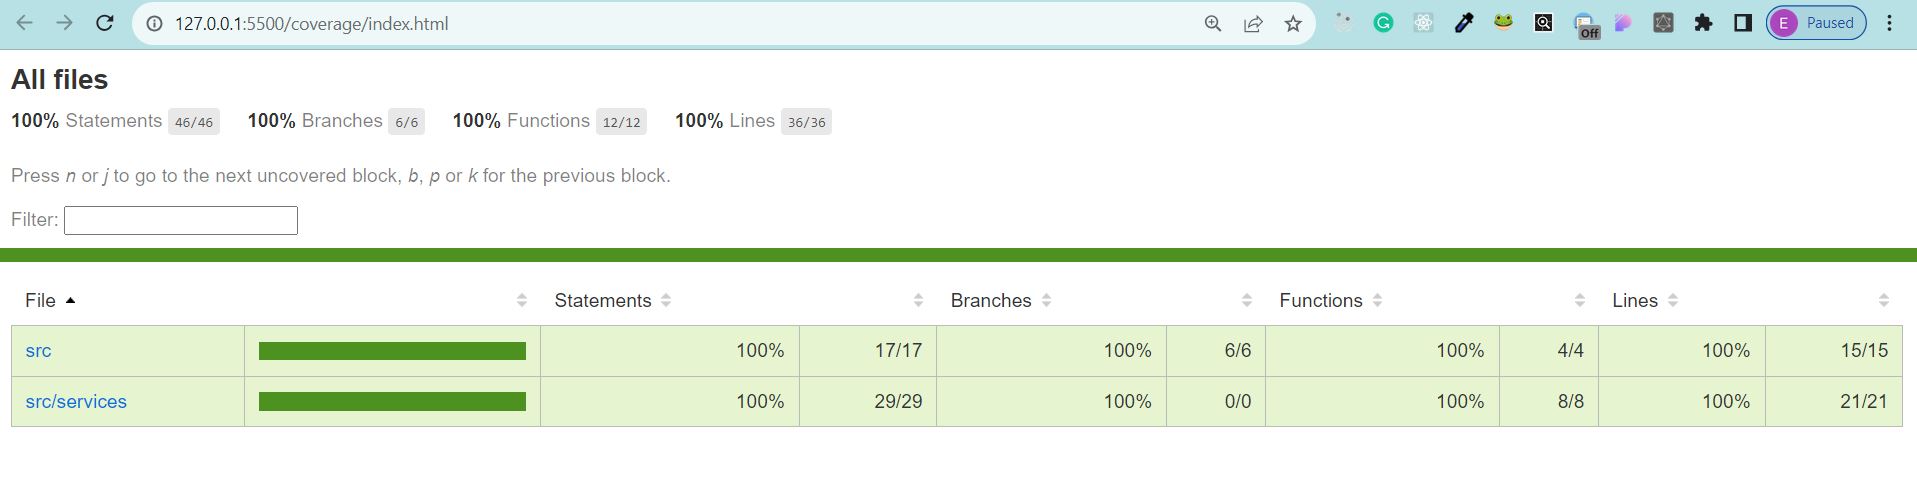 127.0.0.1:5500/coverage/index.html
Off
E Paused
All files
100% Statements 46/46 100% Branches 6/6 100% Functions 12/12 100% Lines 36/36
Press n or j to go to the next uncovered block, b, p or k for the previous block.
Filter:
File Statements Branches Functions Lines
src 100% 17/17 100% 6/6 100% 4/4 100% 15/15
src/services 100% 29/29 100% 0/0 100% 8/8 100% 21/21